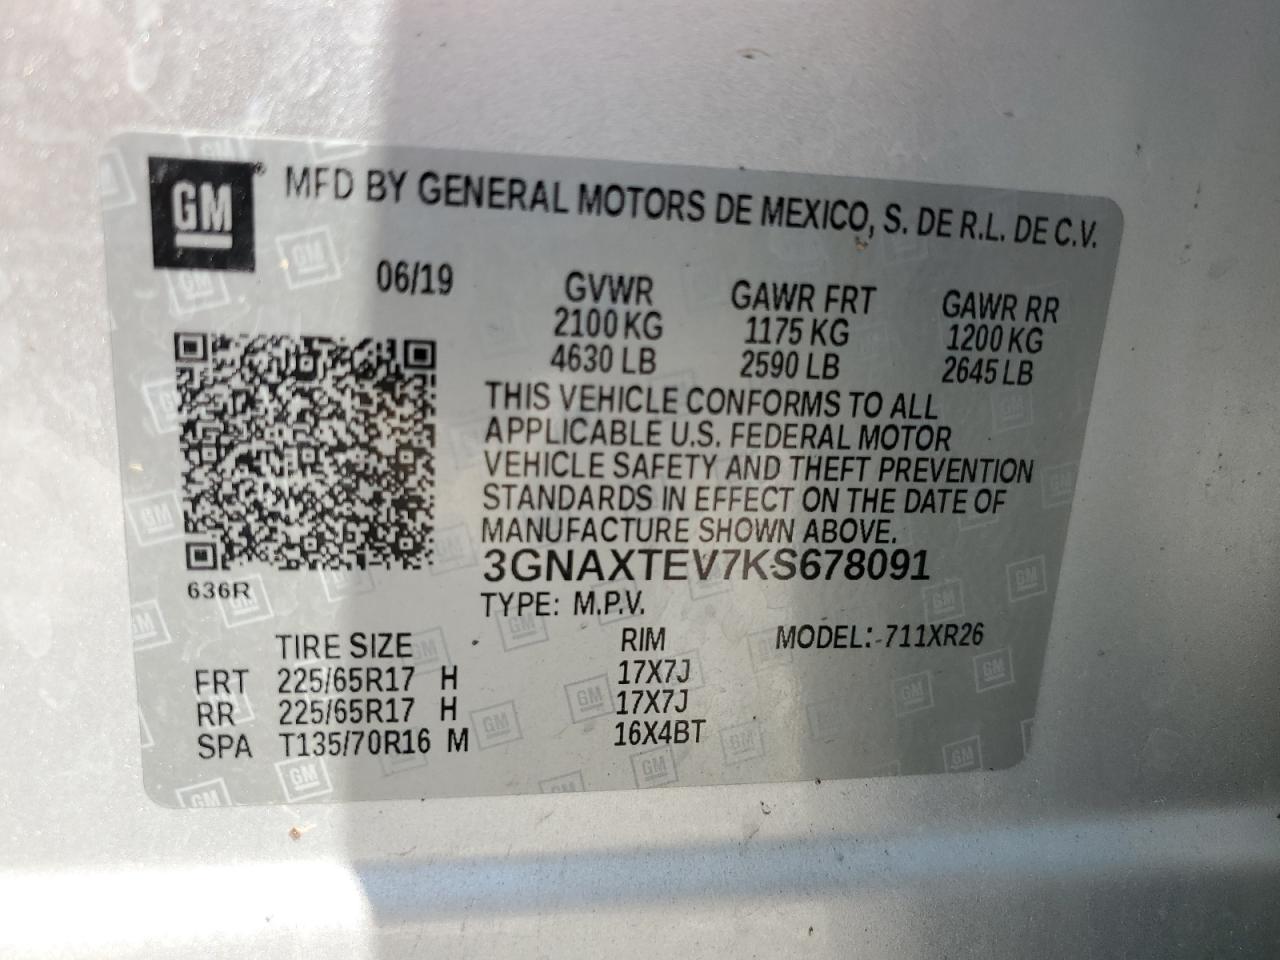 GM ® MFD BY GENERAL MOTORS DE MEXICO, S. DE R.L. DE C.V.
06/19 GVWR GAWR FRT GAWR RR
2100 KG 1175 KG 1200 KG
4630 LB 2590 LB 2645 LB
THIS VEHICLE CONFORMS TO ALL
APPLICABLE U.S. FEDERAL MOTOR
VEHICLE SAFETY AND THEFT PREVENTION
STANDARDS IN EFFECT ON THE DATE OF
MANUFACTURE SHOWN ABOVE.
3GNAXTEV7KS678091
636R
TYPE: M.P.V.
TIRE SIZE RIM MODEL: 711XR26
FRT 225/65R17 H 17X7J
RR 225/65R17 H 17X7J
SPA T135/70R16 M 16X4BT